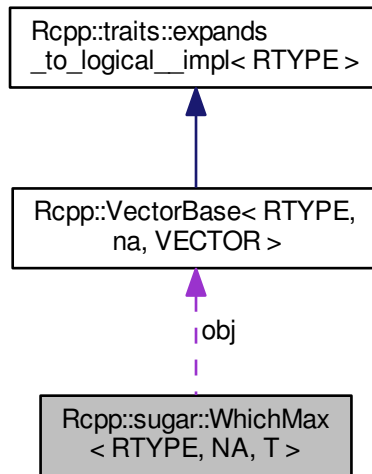 Rcpp::traits::expands
_to_logical__impl< RTYPE >
Rcpp::VectorBase< RTYPE,
na, VECTOR >
obj
Rcpp::sugar::WhichMax
< RTYPE, NA, T >